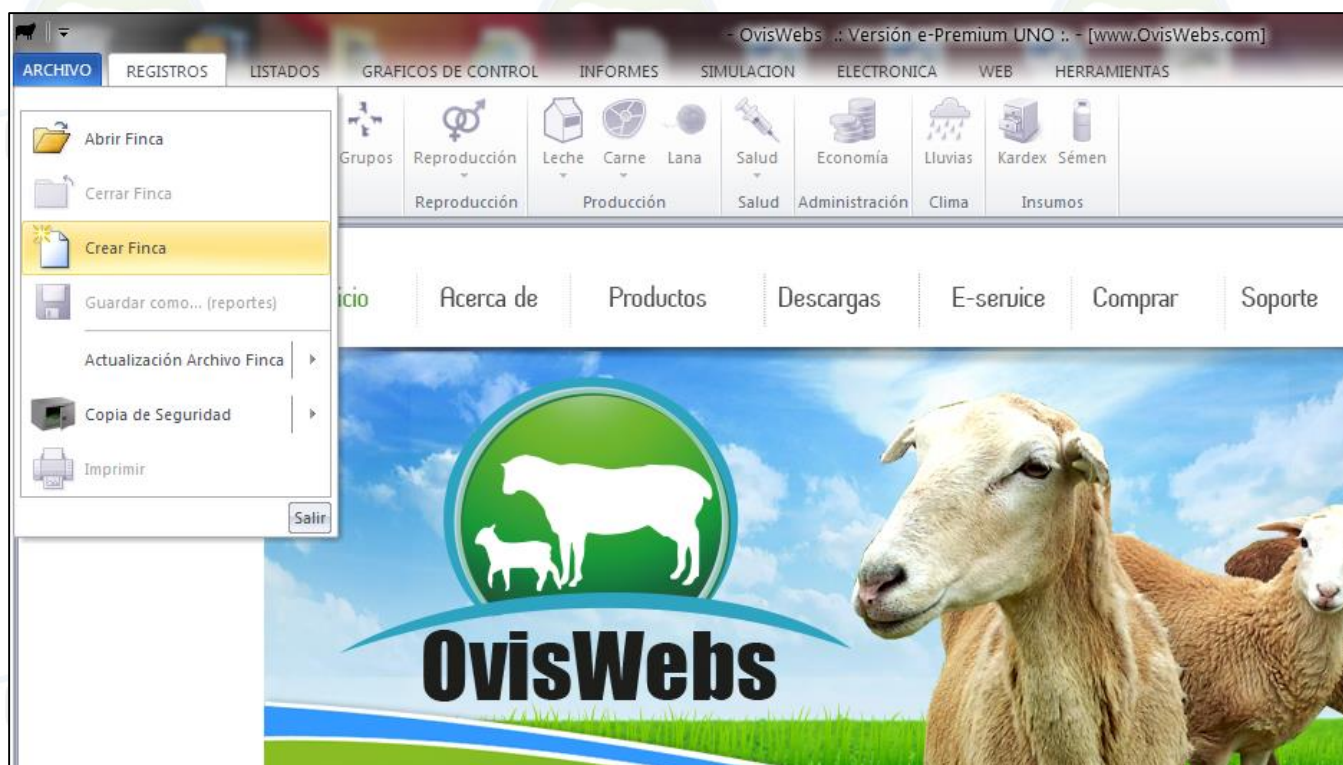 - OvisWebs .: Versión e-Premium UNO :. - [www.OvisWebs.com]
ARCHIVO REGISTROS LISTADOS GRAFICOS DE CONTROL INFORMES SIMULACION ELECTRONICA WEB HERRAMIENTAS
Abrir Finca
Cerrar Finca
Crear Finca
Guardar como... (reportes)
Actualización Archivo Finca
Copia de Seguridad
Imprimir
Salir
Grupos Reproducción Leche Carne Lana Salud Economía Lluvias Kardex Sémen
Reproducción Producción Salud Administración Clima Insumos
icio Acerca de Productos Descargas E-service Comprar Soporte
OvisWebs